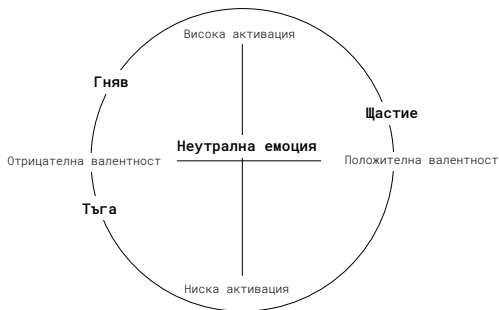 Висока активация
Гняв
Щастие
Неутрална емоция
Отрицателна валентност
Положителна валентност
Тъга
Ниска активация